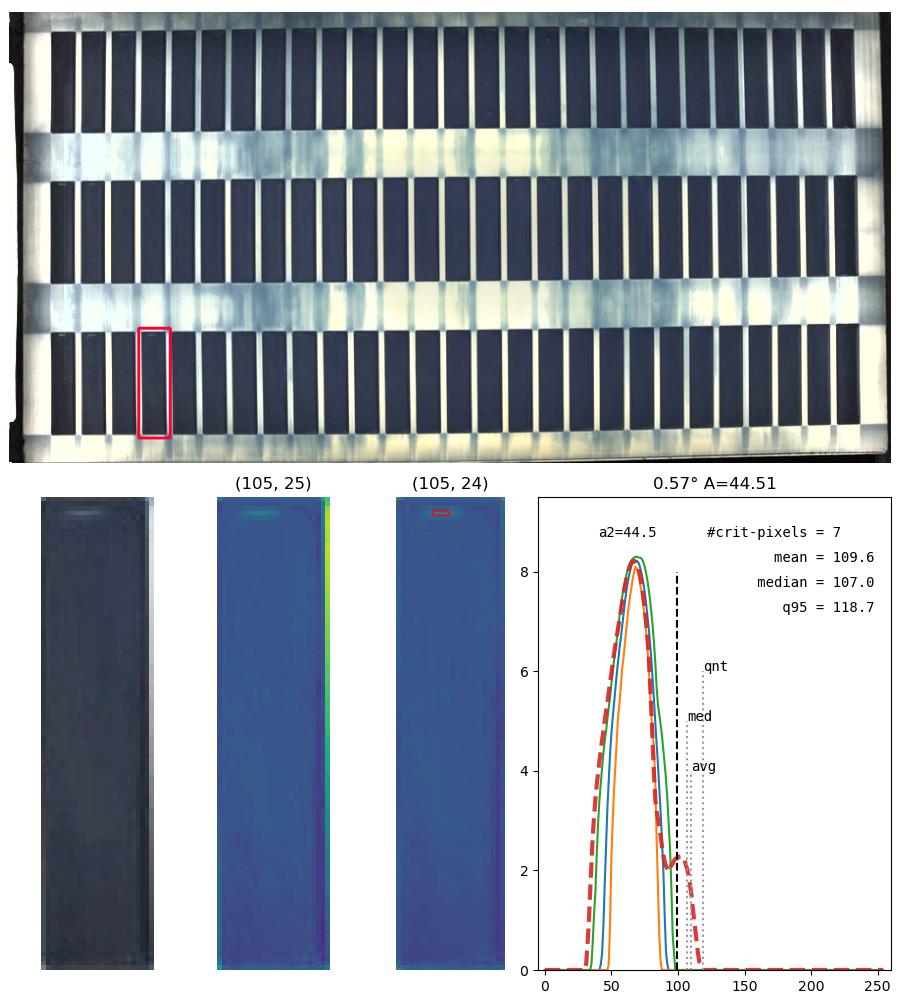 (105, 25)
(105, 24)
0.57° A=44.51
a2=44.5
#crit-pixels = 7
mean = 109.6
median = 107.0
q95 = 118.7
qnt
med
avg
8
6
4
2
0
0 50 100 150 200 250